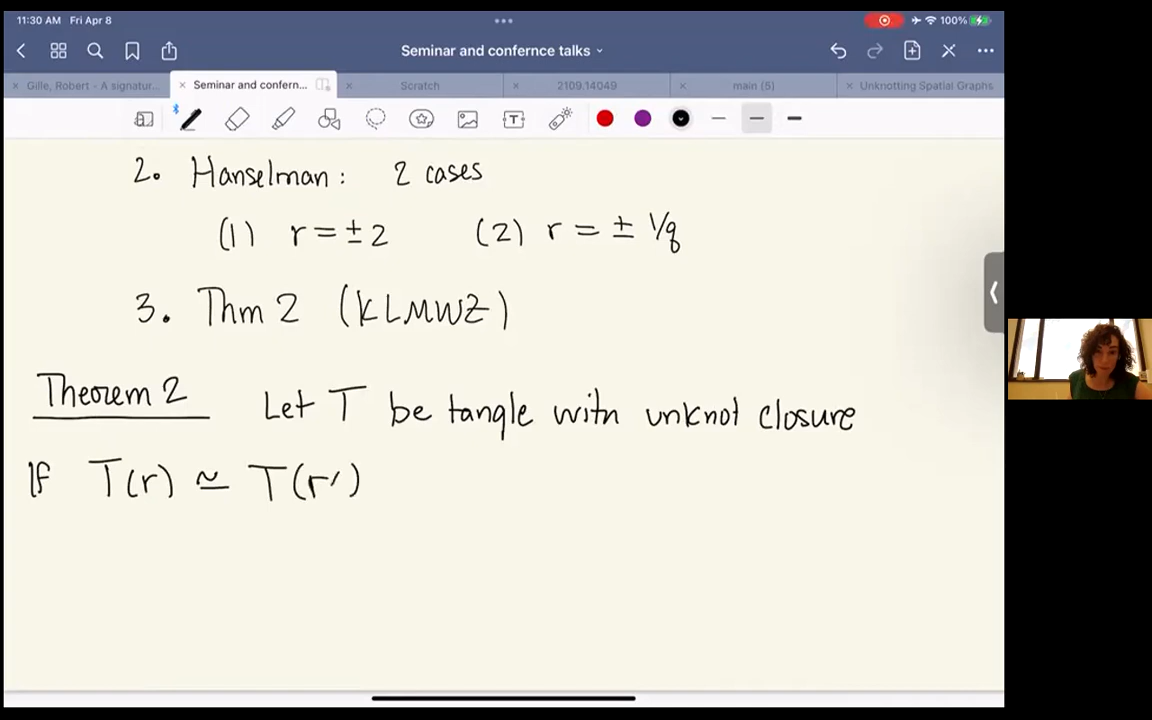 11:30 AM Fri Apr 8
100%
Seminar and confernce talks
Gille, Robert - A signatur...
Seminar and confern...
Scratch
2109.14049
main (5)
Unknotting Spatial Graphs
2. Hanselman: 2 cases
(1) r = ±2 (2) r = ± 1/q
3. Thm 2 (KLMWZ)
Theorem 2 Let T be tangle with unknot closure
If T(r) ≃ T(r')